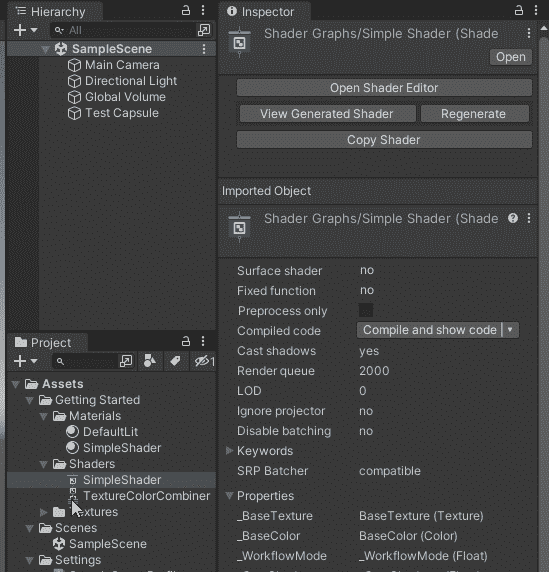 Hierarchy
All
SampleScene
Main Camera
Directional Light
Global Volume
Test Capsule
Project
1
Assets
Getting Started
Materials
DefaultLit
SimpleShader
Shaders
SimpleShader
TextureColorCombiner
Scenes
SampleScene
Settings
Inspector
Shader Graphs/Simple Shader (Shade
Open
Open Shader Editor
View Generated Shader
Regenerate
Copy Shader
Imported Object
Shader Graphs/Simple Shader (Shade
Surface shader no
Fixed function no
Preprocess only
Compiled code Compile and show code
Cast shadows yes
Render queue 2000
LOD 0
Ignore projector no
Disable batching no
Keywords
SRP Batcher compatible
Properties
_BaseTexture BaseTexture (Texture)
_BaseColor BaseColor (Color)
_WorkflowMode _WorkflowMode (Float)